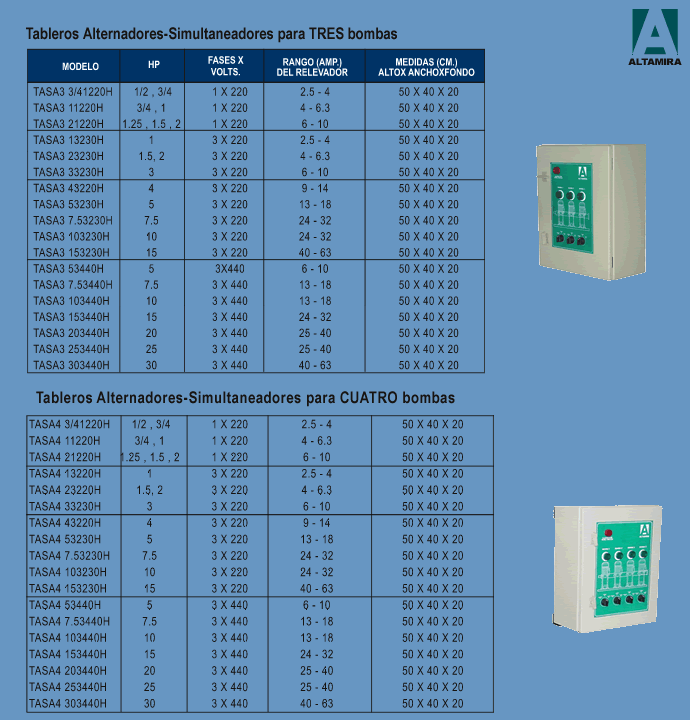 Tableros Alternadores-Simultaneadores para TRES bombas
ALTAMIRA
MODELO HP FASES X VOLTS. RANGO (AMP.) DEL RELEVADOR MEDIDAS (CM.) ALTOX ANCHOXFONDO
TASA3 3/41220H 1/2 , 3/4 1 X 220 2.5 - 4 50 X 40 X 20
TASA3 11220H 3/4 , 1 1 X 220 4 - 6.3 50 X 40 X 20
TASA3 21220H 1.25 , 1.5 , 2 1 X 220 6 - 10 50 X 40 X 20
TASA3 13230H 1 3 X 220 2.5 - 4 50 X 40 X 20
TASA3 23230H 1.5, 2 3 X 220 4 - 6.3 50 X 40 X 20
TASA3 33230H 3 3 X 220 6 - 10 50 X 40 X 20
TASA3 43220H 4 3 X 220 9 - 14 50 X 40 X 20
TASA3 53230H 5 3 X 220 13 - 18 50 X 40 X 20
TASA3 7.53230H 7.5 3 X 220 24 - 32 50 X 40 X 20
TASA3 103230H 10 3 X 220 24 - 32 50 X 40 X 20
TASA3 153230H 15 3 X 220 40 - 63 50 X 40 X 20
TASA3 53440H 5 3X440 6 - 10 50 X 40 X 20
TASA3 7.53440H 7.5 3 X 440 13 - 18 50 X 40 X 20
TASA3 103440H 10 3 X 440 13 - 18 50 X 40 X 20
TASA3 153440H 15 3 X 440 24 - 32 50 X 40 X 20
TASA3 203440H 20 3 X 440 25 - 40 50 X 40 X 20
TASA3 253440H 25 3 X 440 25 - 40 50 X 40 X 20
TASA3 303440H 30 3 X 440 40 - 63 50 X 40 X 20
Tableros Alternadores-Simultaneadores para CUATRO bombas
TASA4 3/41220H 1/2 , 3/4 1 X 220 2.5 - 4 50 X 40 X 20
TASA4 11220H 3/4 , 1 1 X 220 4 - 6.3 50 X 40 X 20
TASA4 21220H 1.25 , 1.5 , 2 1 X 220 6 - 10 50 X 40 X 20
TASA4 13220H 1 3 X 220 2.5 - 4 50 X 40 X 20
TASA4 23220H 1.5, 2 3 X 220 4 - 6.3 50 X 40 X 20
TASA4 33230H 3 3 X 220 6 - 10 50 X 40 X 20
TASA4 43220H 4 3 X 220 9 - 14 50 X 40 X 20
TASA4 53230H 5 3 X 220 13 - 18 50 X 40 X 20
TASA4 7.53230H 7.5 3 X 220 24 - 32 50 X 40 X 20
TASA4 103230H 10 3 X 220 24 - 32 50 X 40 X 20
TASA4 153230H 15 3 X 220 40 - 63 50 X 40 X 20
TASA4 53440H 5 3 X 440 6 - 10 50 X 40 X 20
TASA4 7.53440H 7.5 3 X 440 13 - 18 50 X 40 X 20
TASA4 103440H 10 3 X 440 13 - 18 50 X 40 X 20
TASA4 153440H 15 3 X 440 24 - 32 50 X 40 X 20
TASA4 203440H 20 3 X 440 25 - 40 50 X 40 X 20
TASA4 253440H 25 3 X 440 25 - 40 50 X 40 X 20
TASA4 303440H 30 3 X 440 40 - 63 50 X 40 X 20